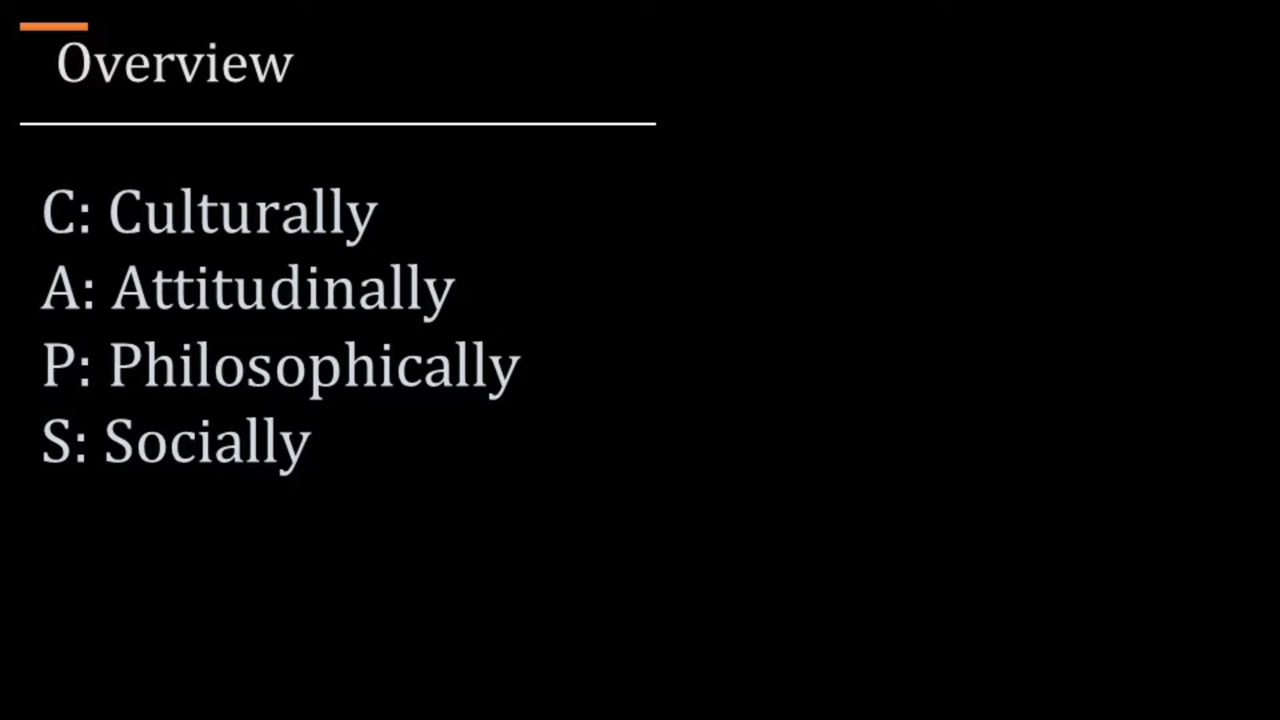 Overview
C: Culturally
A: Attitudinally
P: Philosophically
S: Socially